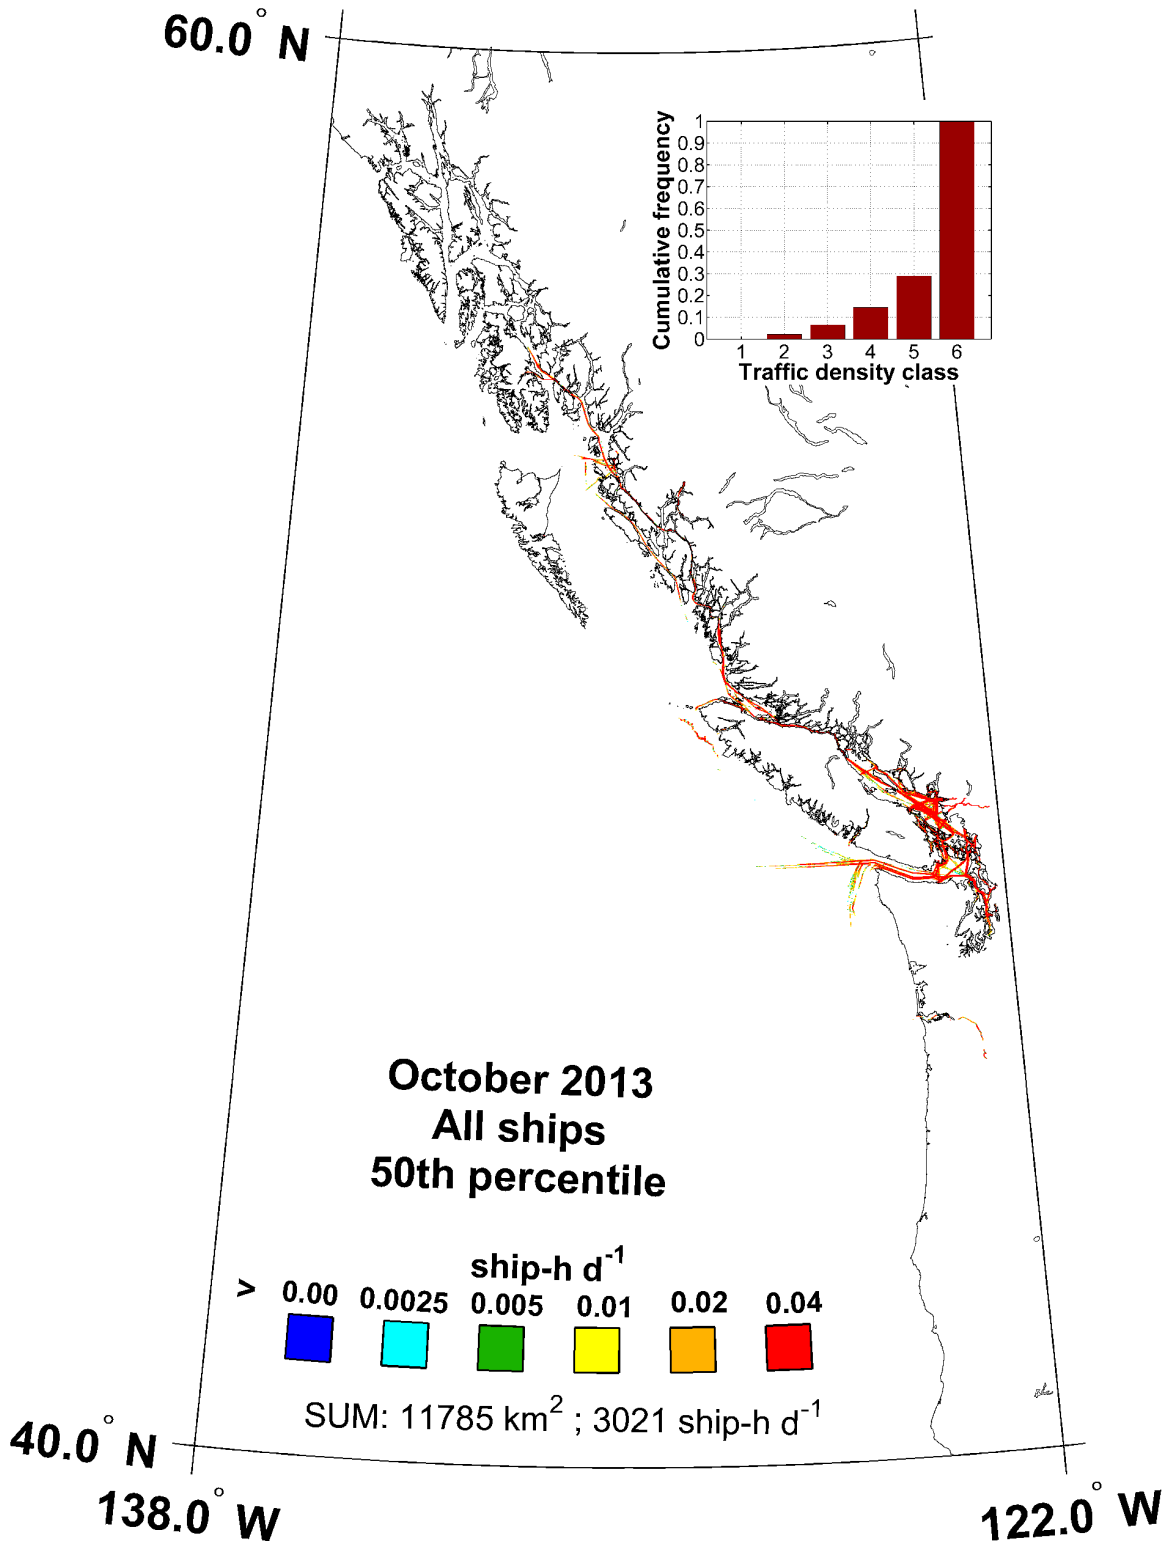 60.0° N
Cumulative frequency
1
0.9
0.8
0.7
0.6
0.5
0.4
0.3
0.2
0.1
0
1 2 3 4 5 6
Traffic density class
October 2013
All ships
50th percentile
ship-h d⁻¹
> 0.00 0.0025 0.005 0.01 0.02 0.04
SUM: 11785 km² ; 3021 ship-h d⁻¹
40.0° N
138.0° W
122.0° W